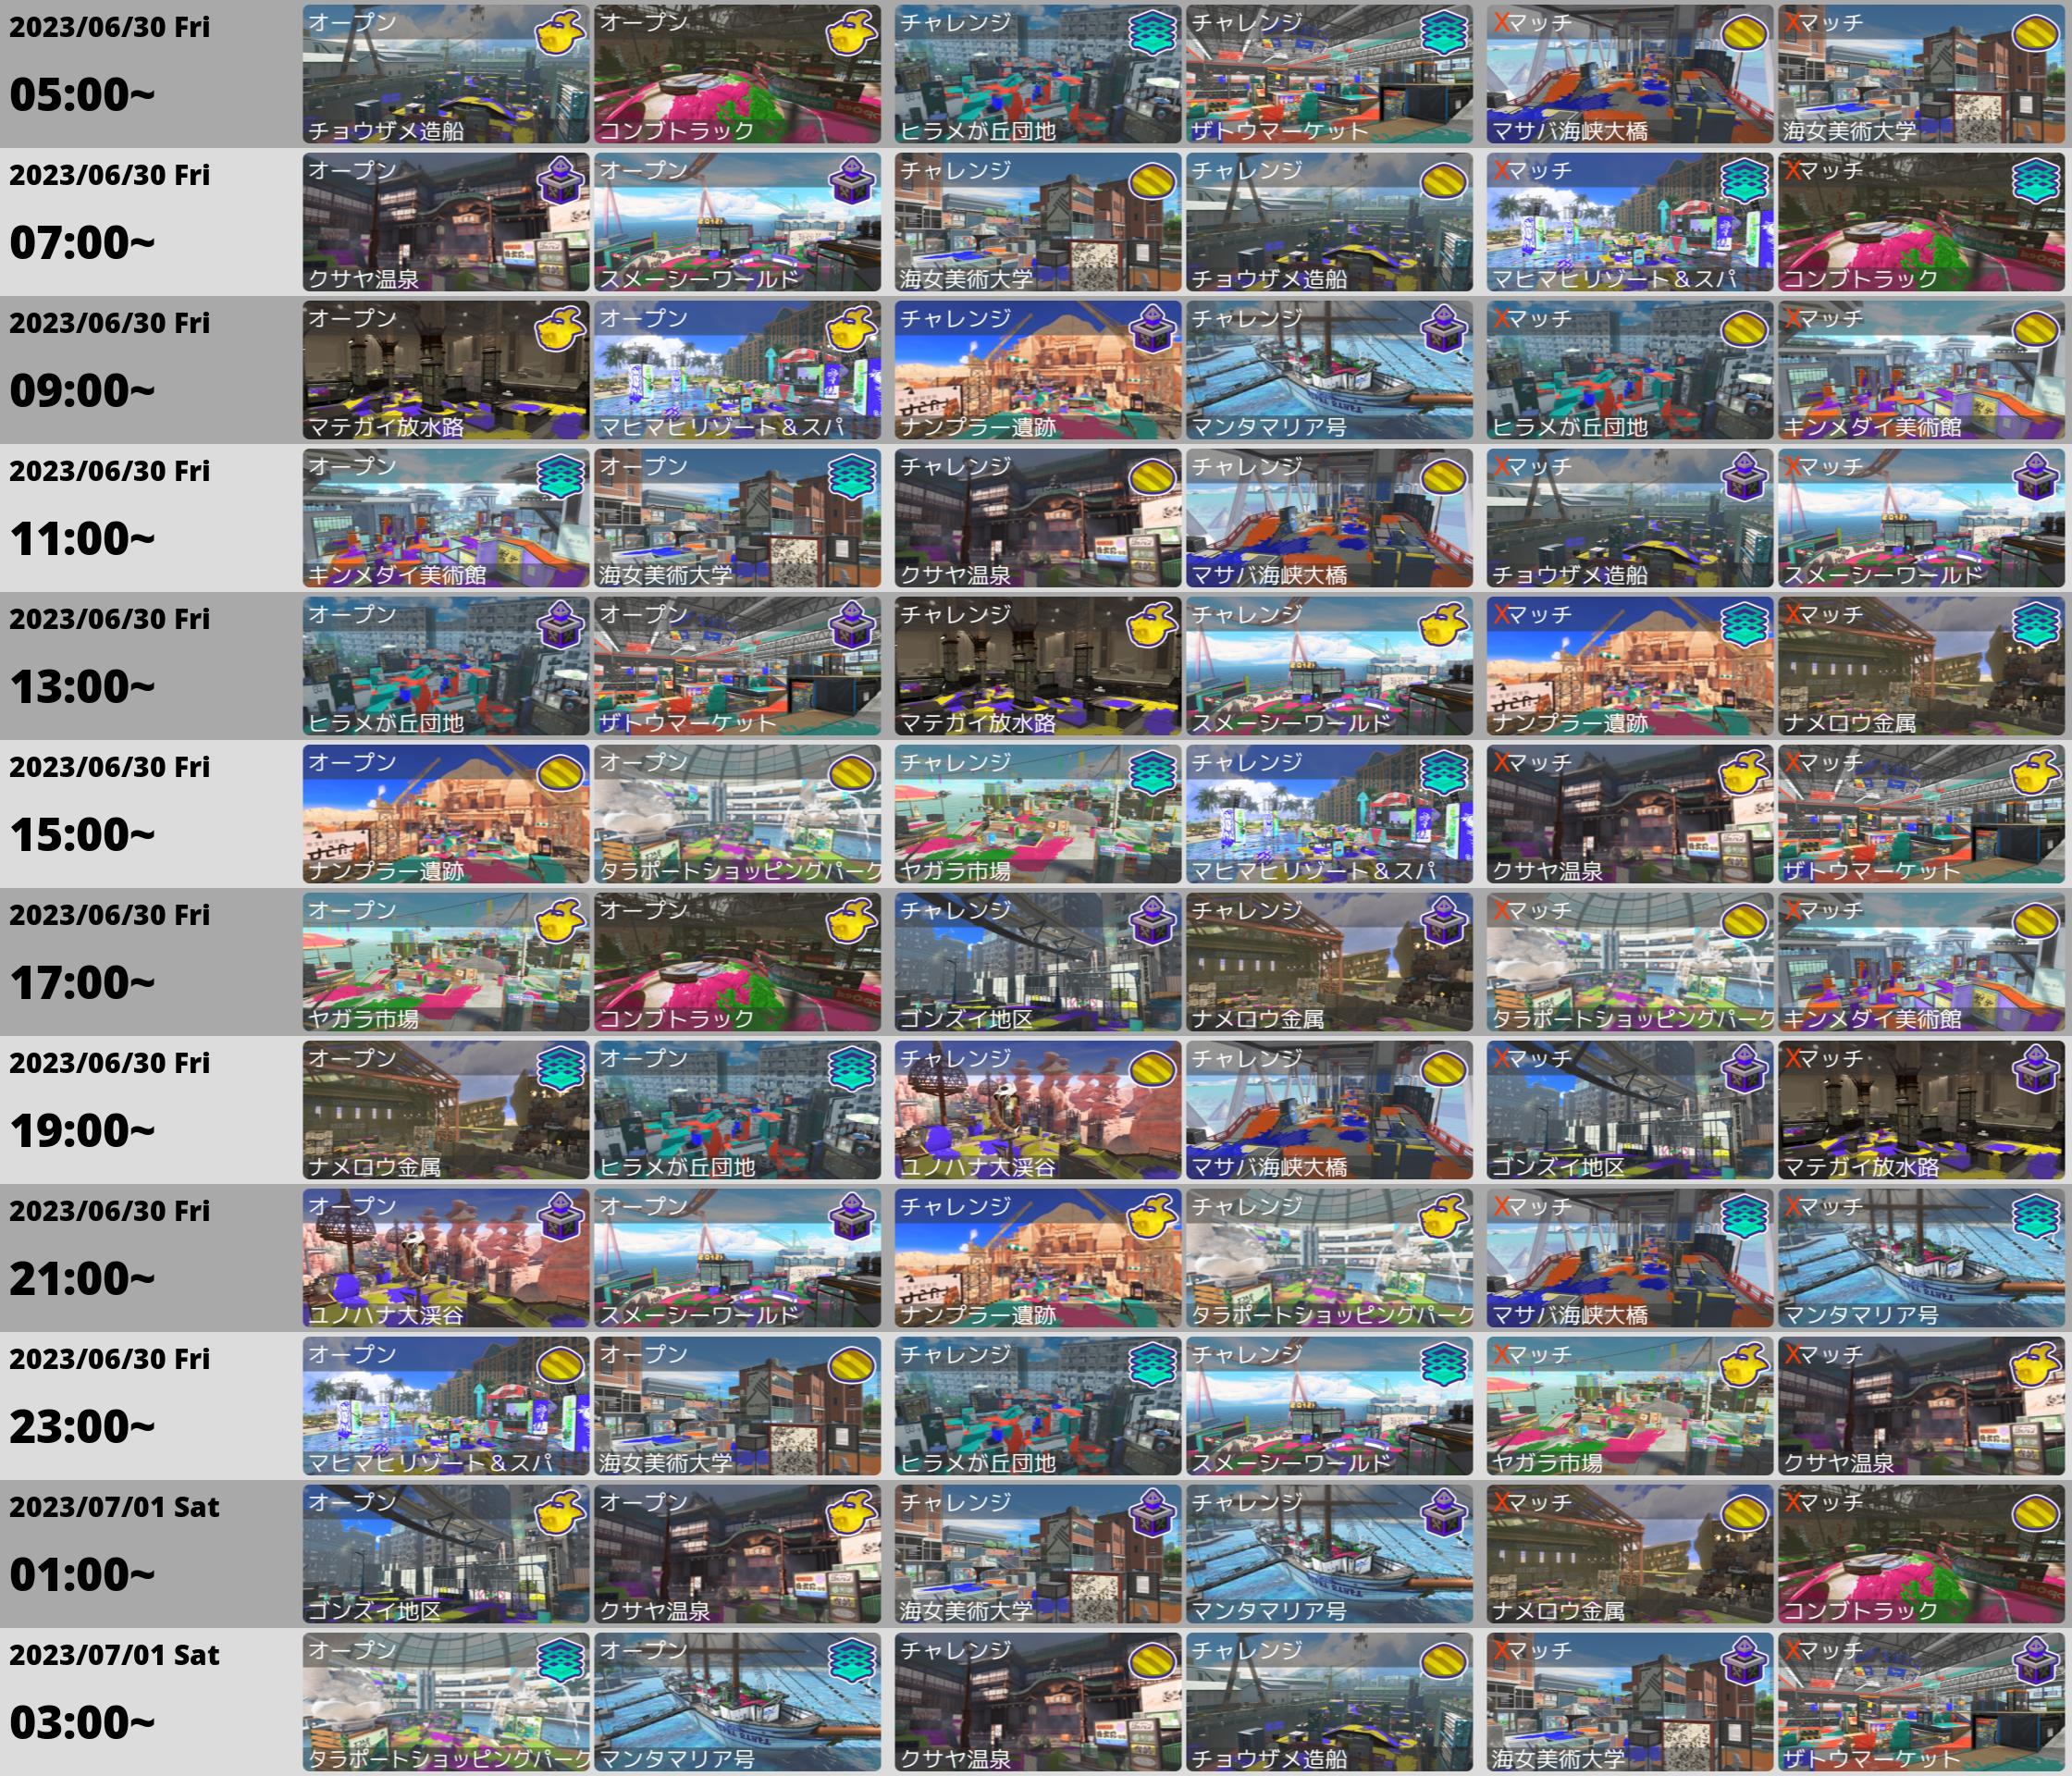 2023/06/30 Fri
05:00~
オープン オープン チャレンジ チャレンジ Xマッチ Xマッチ
チョウザメ造船 コンブトラック ヒラメが丘団地 ザトウマーケット マサバ海峡大橋 海女美術大学
2023/06/30 Fri
07:00~
オープン オープン チャレンジ チャレンジ Xマッチ Xマッチ
クサヤ温泉 スメーシーワールド 海女美術大学 チョウザメ造船 マヒマヒリゾート＆スパ コンブトラック
2023/06/30 Fri
09:00~
オープン オープン チャレンジ チャレンジ Xマッチ Xマッチ
マテガイ放水路 マヒマヒリゾート＆スパ ナンプラー遺跡 マンタマリア号 ヒラメが丘団地 キンメダイ美術館
2023/06/30 Fri
11:00~
オープン オープン チャレンジ チャレンジ Xマッチ Xマッチ
キンメダイ美術館 海女美術大学 クサヤ温泉 マサバ海峡大橋 チョウザメ造船 スメーシーワールド
2023/06/30 Fri
13:00~
オープン オープン チャレンジ チャレンジ Xマッチ Xマッチ
ヒラメが丘団地 ザトウマーケット マテガイ放水路 スメーシーワールド ナンプラー遺跡 ナメロウ金属
2023/06/30 Fri
15:00~
オープン オープン チャレンジ チャレンジ Xマッチ Xマッチ
ナンプラー遺跡 タラポートショッピングパーク ヤガラ市場 マヒマヒリゾート＆スパ クサヤ温泉 ザトウマーケット
2023/06/30 Fri
17:00~
オープン オープン チャレンジ チャレンジ Xマッチ Xマッチ
ヤガラ市場 コンブトラック ゴンズイ地区 ナメロウ金属 タラポートショッピングパーク キンメダイ美術館
2023/06/30 Fri
19:00~
オープン オープン チャレンジ チャレンジ Xマッチ Xマッチ
ナメロウ金属 ヒラメが丘団地 ユノハナ大渓谷 マサバ海峡大橋 ゴンズイ地区 マテガイ放水路
2023/06/30 Fri
21:00~
オープン オープン チャレンジ チャレンジ Xマッチ Xマッチ
ユノハナ大渓谷 スメーシーワールド ナンプラー遺跡 タラポートショッピングパーク マサバ海峡大橋 マンタマリア号
2023/06/30 Fri
23:00~
オープン オープン チャレンジ チャレンジ Xマッチ Xマッチ
マヒマヒリゾート＆スパ 海女美術大学 ヒラメが丘団地 スメーシーワールド ヤガラ市場 クサヤ温泉
2023/07/01 Sat
01:00~
オープン オープン チャレンジ チャレンジ Xマッチ Xマッチ
ゴンズイ地区 クサヤ温泉 海女美術大学 マンタマリア号 ナメロウ金属 コンブトラック
2023/07/01 Sat
03:00~
オープン オープン チャレンジ チャレンジ Xマッチ Xマッチ
タラポートショッピングパーク マンタマリア号 クサヤ温泉 チョウザメ造船 海女美術大学 ザトウマーケット